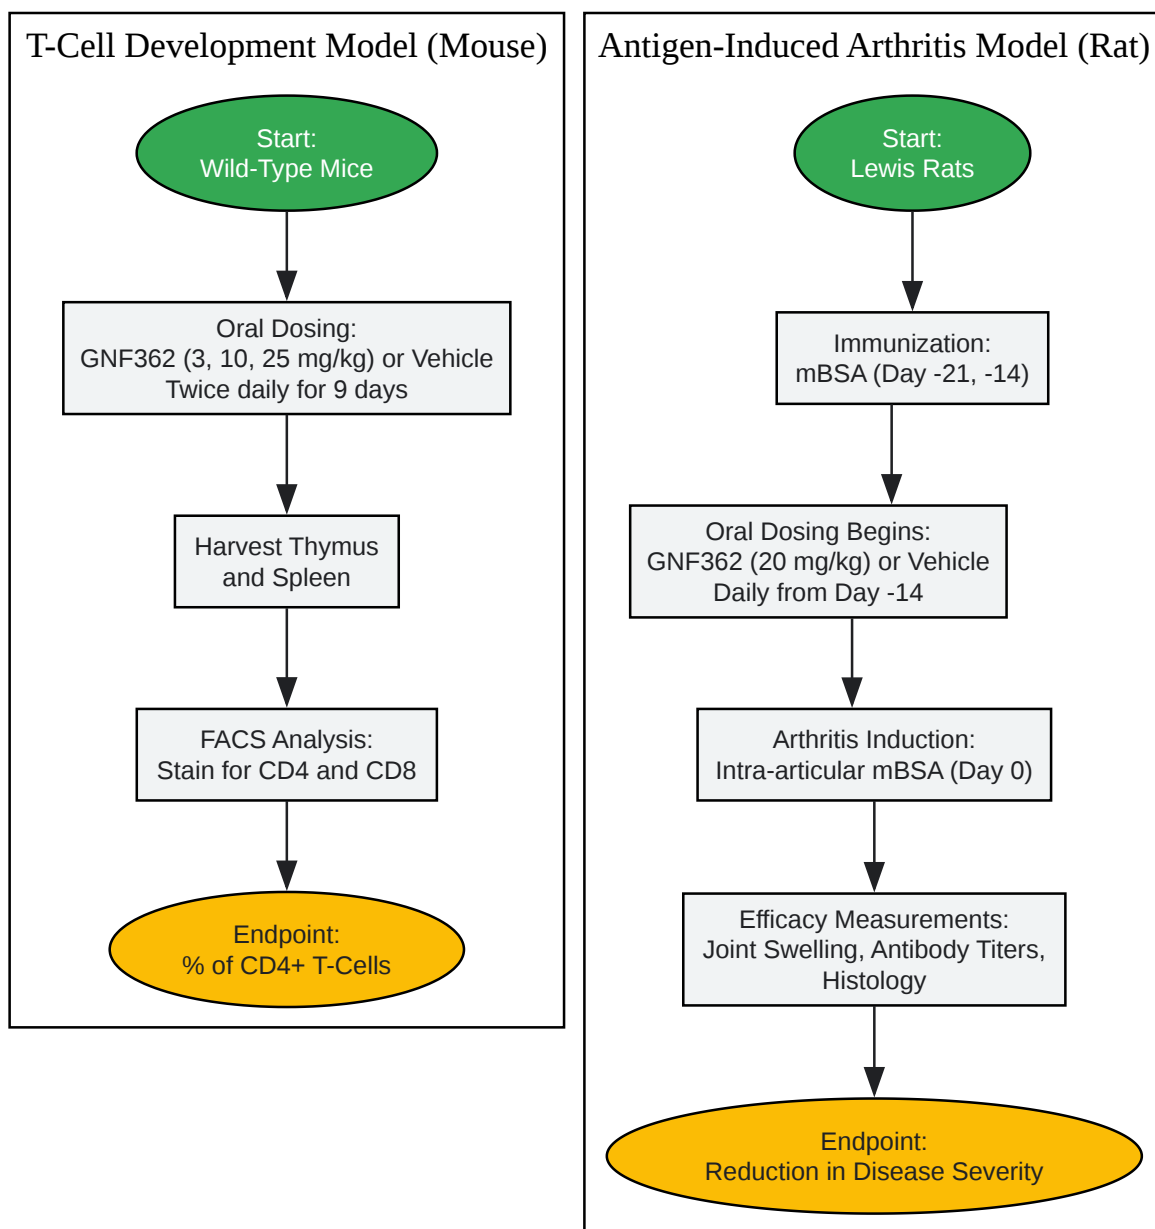 T-Cell Development Model (Mouse)
Start:
Wild-Type Mice
Oral Dosing:
GNF362 (3, 10, 25 mg/kg) or Vehicle
Twice daily for 9 days
Harvest Thymus
and Spleen
FACS Analysis:
Stain for CD4 and CD8
Endpoint:
% of CD4+ T-Cells
Antigen-Induced Arthritis Model (Rat)
Start:
Lewis Rats
Immunization:
mBSA (Day -21, -14)
Oral Dosing Begins:
GNF362 (20 mg/kg) or Vehicle
Daily from Day -14
Arthritis Induction:
Intra-articular mBSA (Day 0)
Efficacy Measurements:
Joint Swelling, Antibody Titers,
Histology
Endpoint:
Reduction in Disease Severity